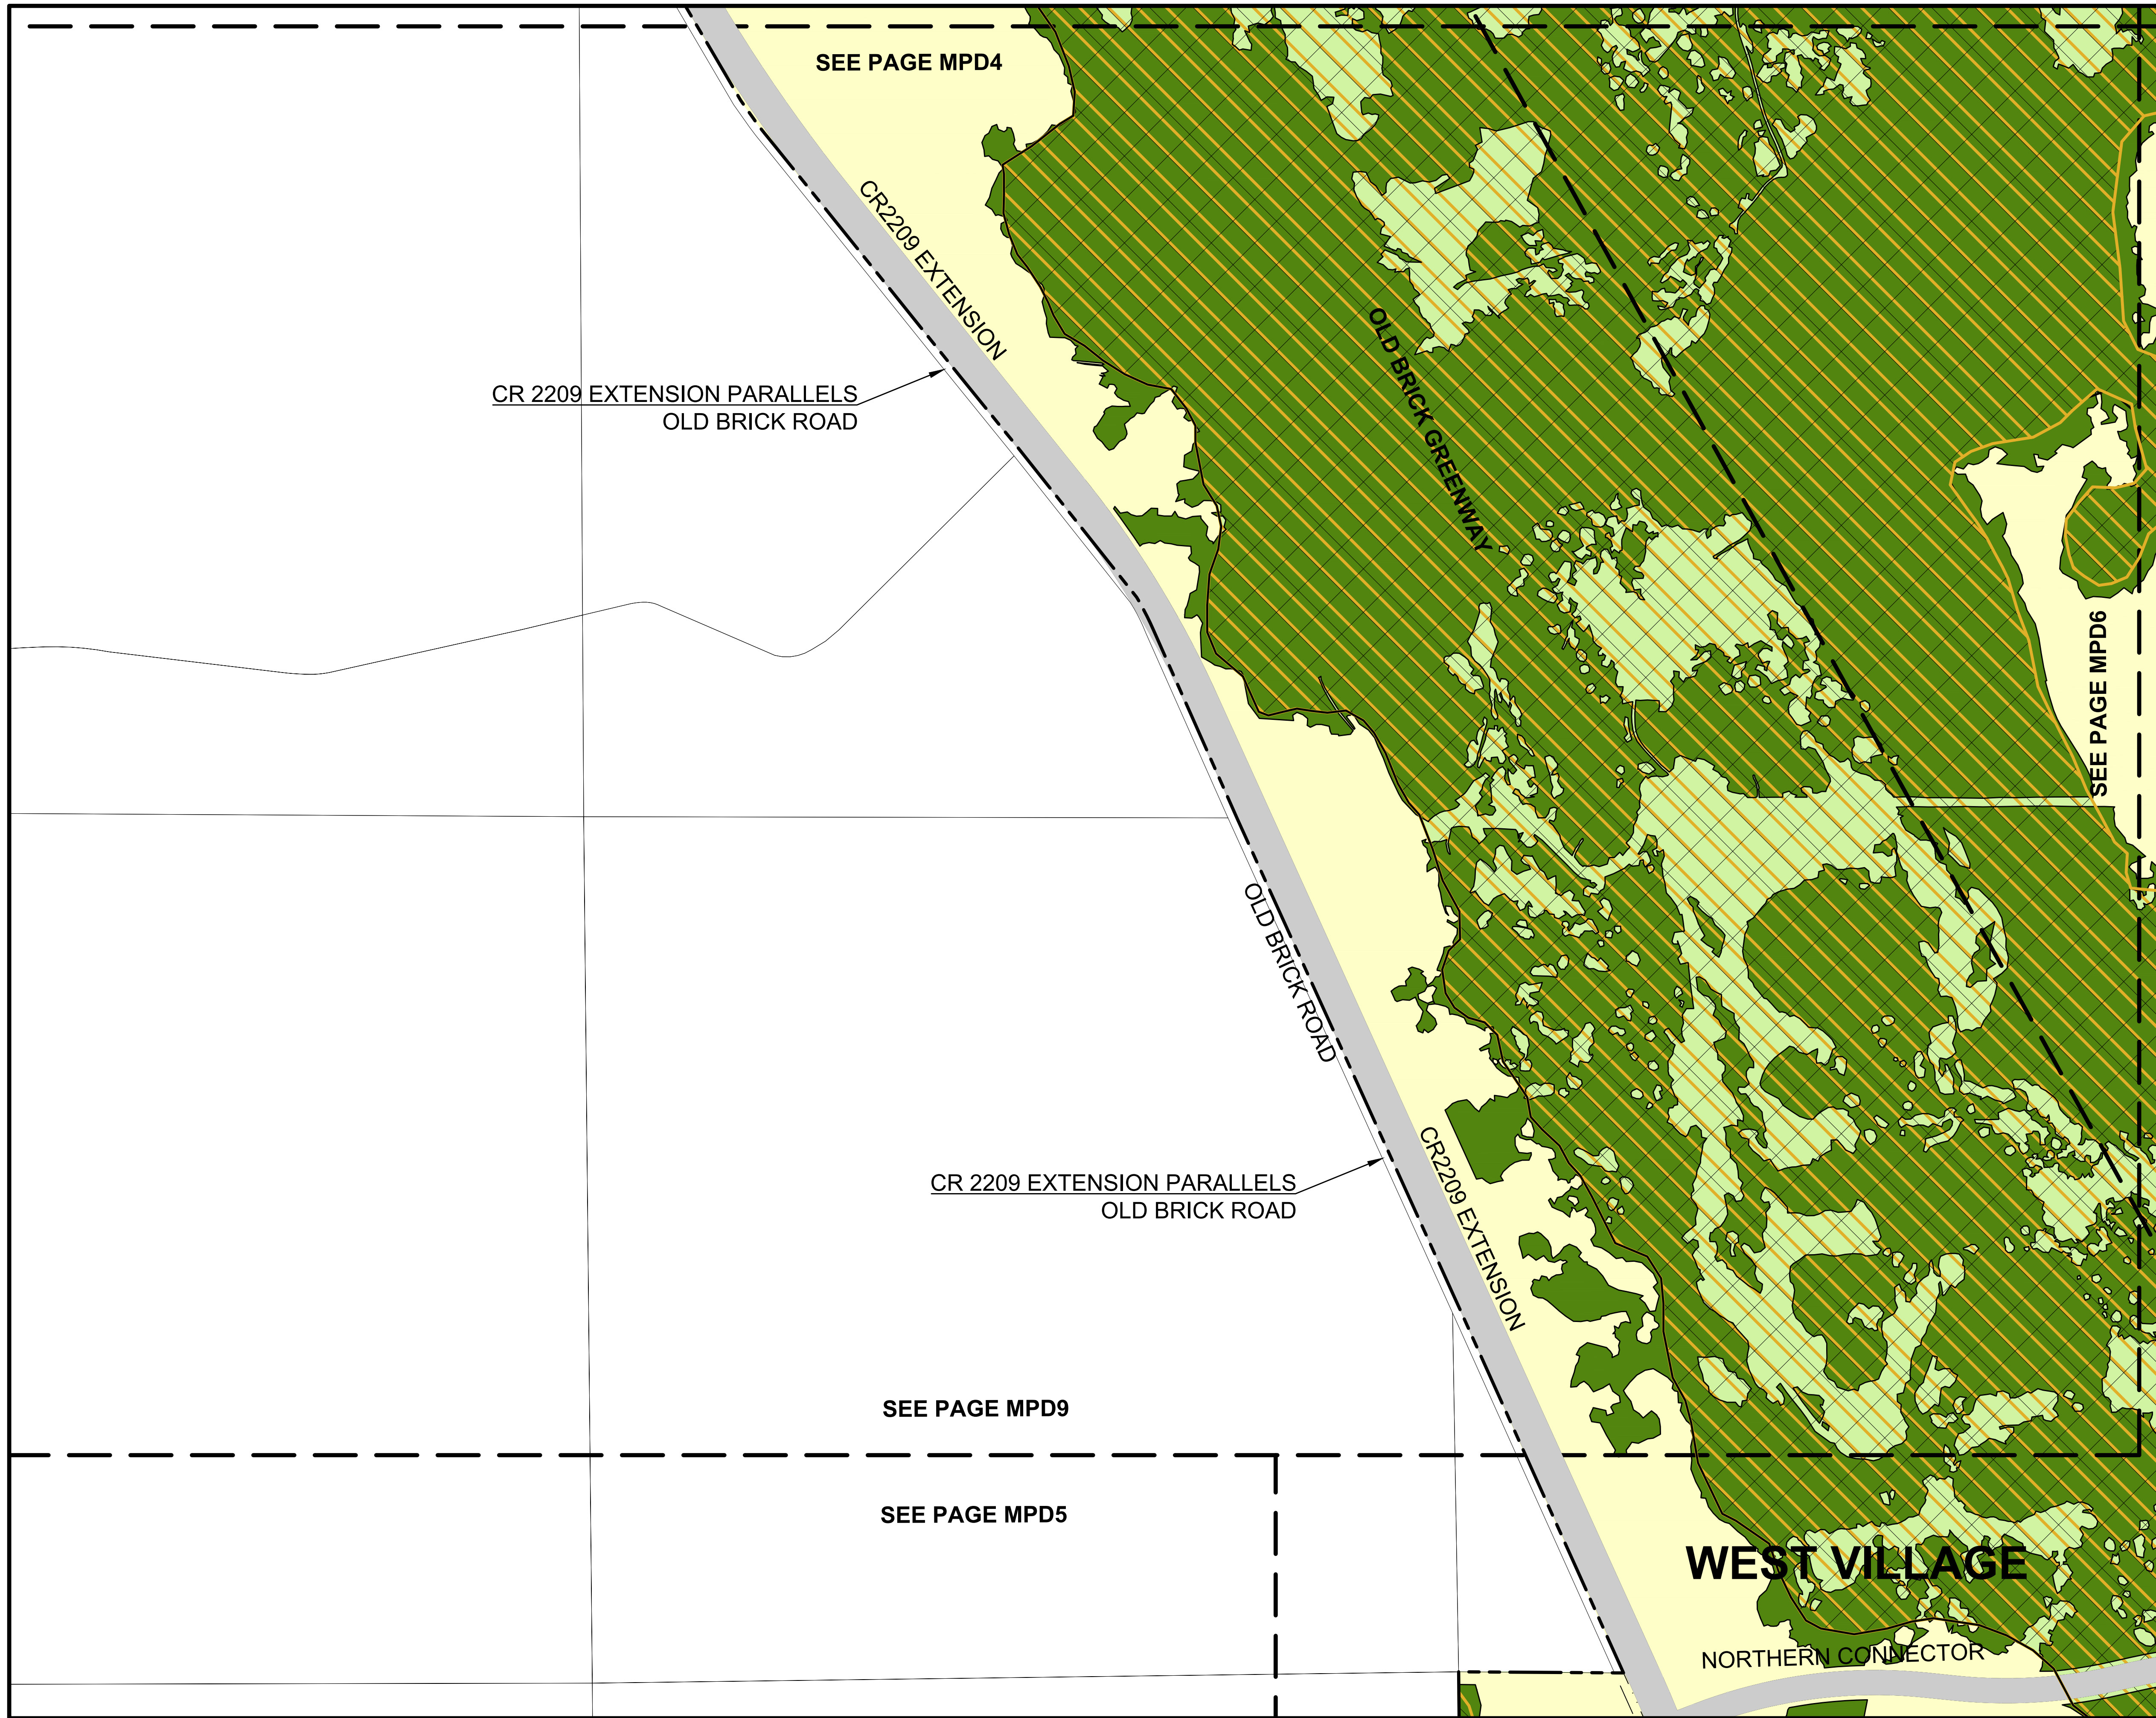 SEE PAGE MPD4
CR2209 EXTENSION
CR 2209 EXTENSION PARALLELS
OLD BRICK ROAD
OLD BRICK GREENWAY
SEE PAGE MPD6
OLD BRICK ROAD
CR 2209 EXTENSION PARALLELS
OLD BRICK ROAD
CR2209 EXTENSION
SEE PAGE MPD9
SEE PAGE MPD5
WEST VILLAGE
NORTHERN CONNECTOR